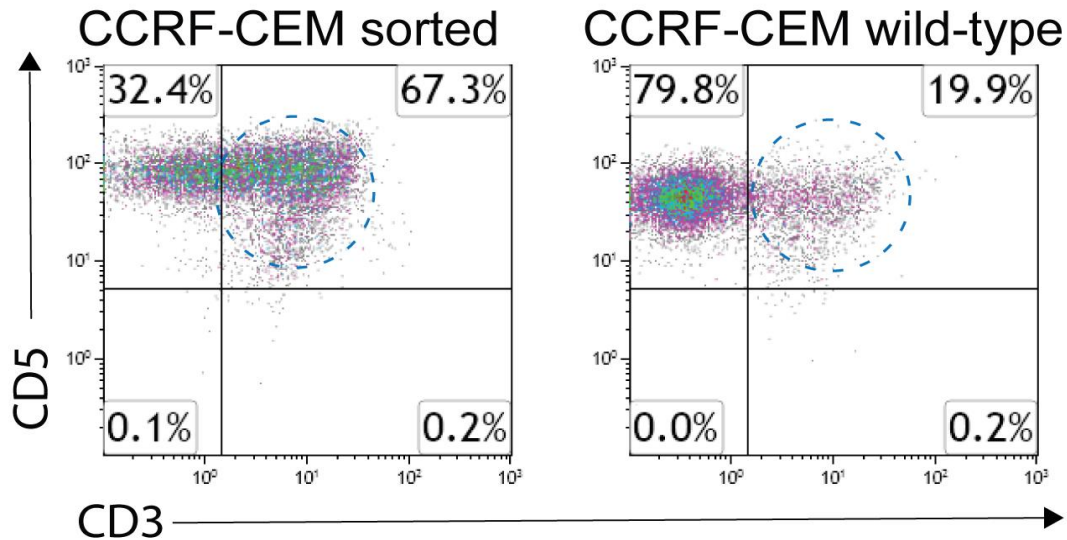 CCRF-CEM sorted
CCRF-CEM wild-type
10³
32.4%
67.3%
10²
10¹
10⁰
0.1%
0.2%
10⁰ 10¹ 10² 10³
10³
79.8%
19.9%
10²
10¹
10⁰
0.0%
0.2%
10⁰ 10¹ 10² 10³
CD5
CD3